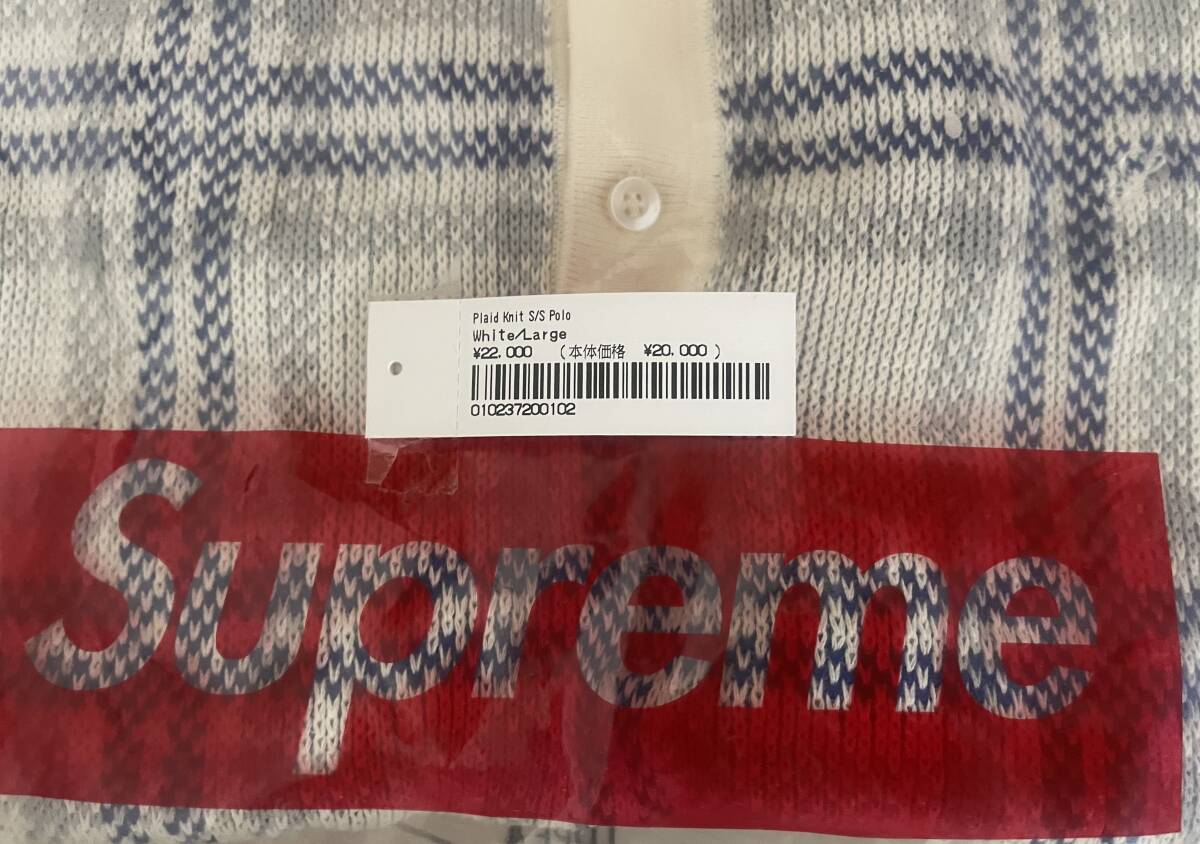 Plaid Knit S/S Polo
White/Large
¥22,000 (本体価格 ¥20,000 )
010237200102
Supreme